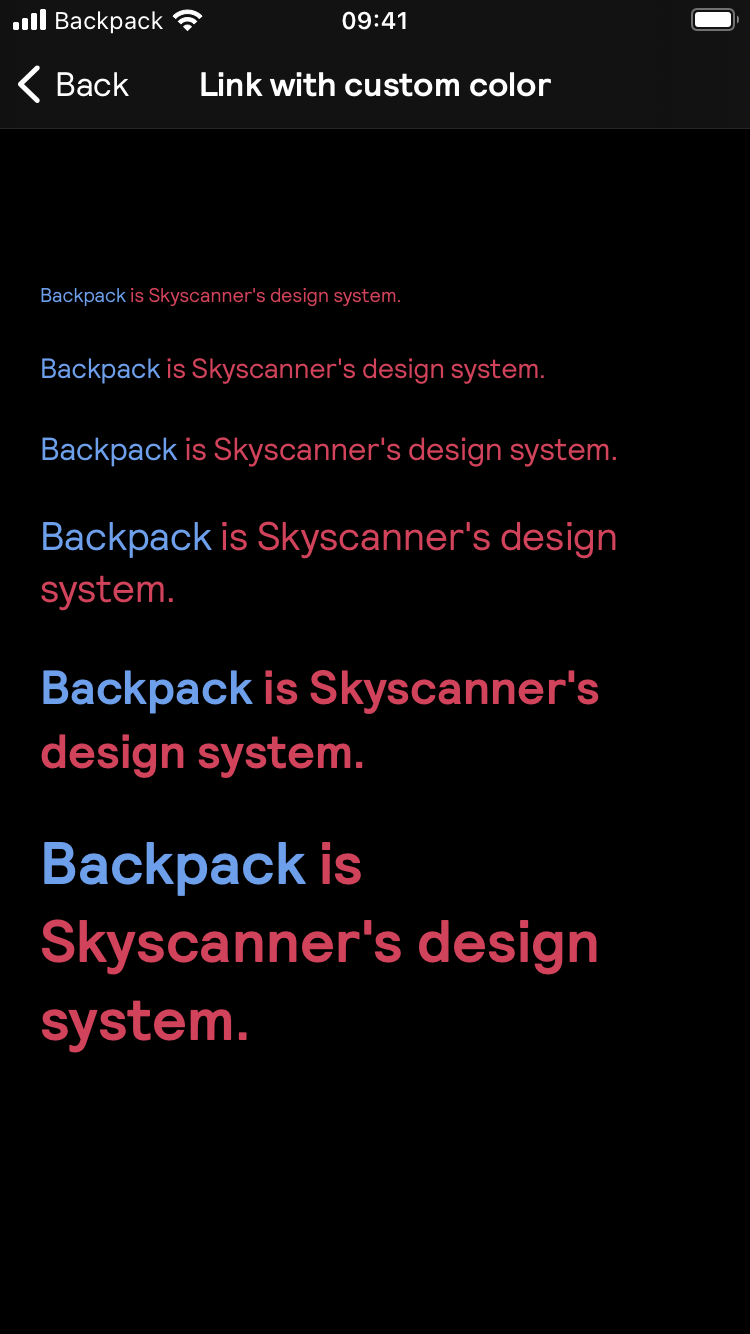 Backpack 09:41
Back Link with custom color
Backpack is Skyscanner's design system.
Backpack is Skyscanner's design system.
Backpack is Skyscanner's design system.
Backpack is Skyscanner's design
system.
Backpack is Skyscanner's
design system.
Backpack is
Skyscanner's design
system.